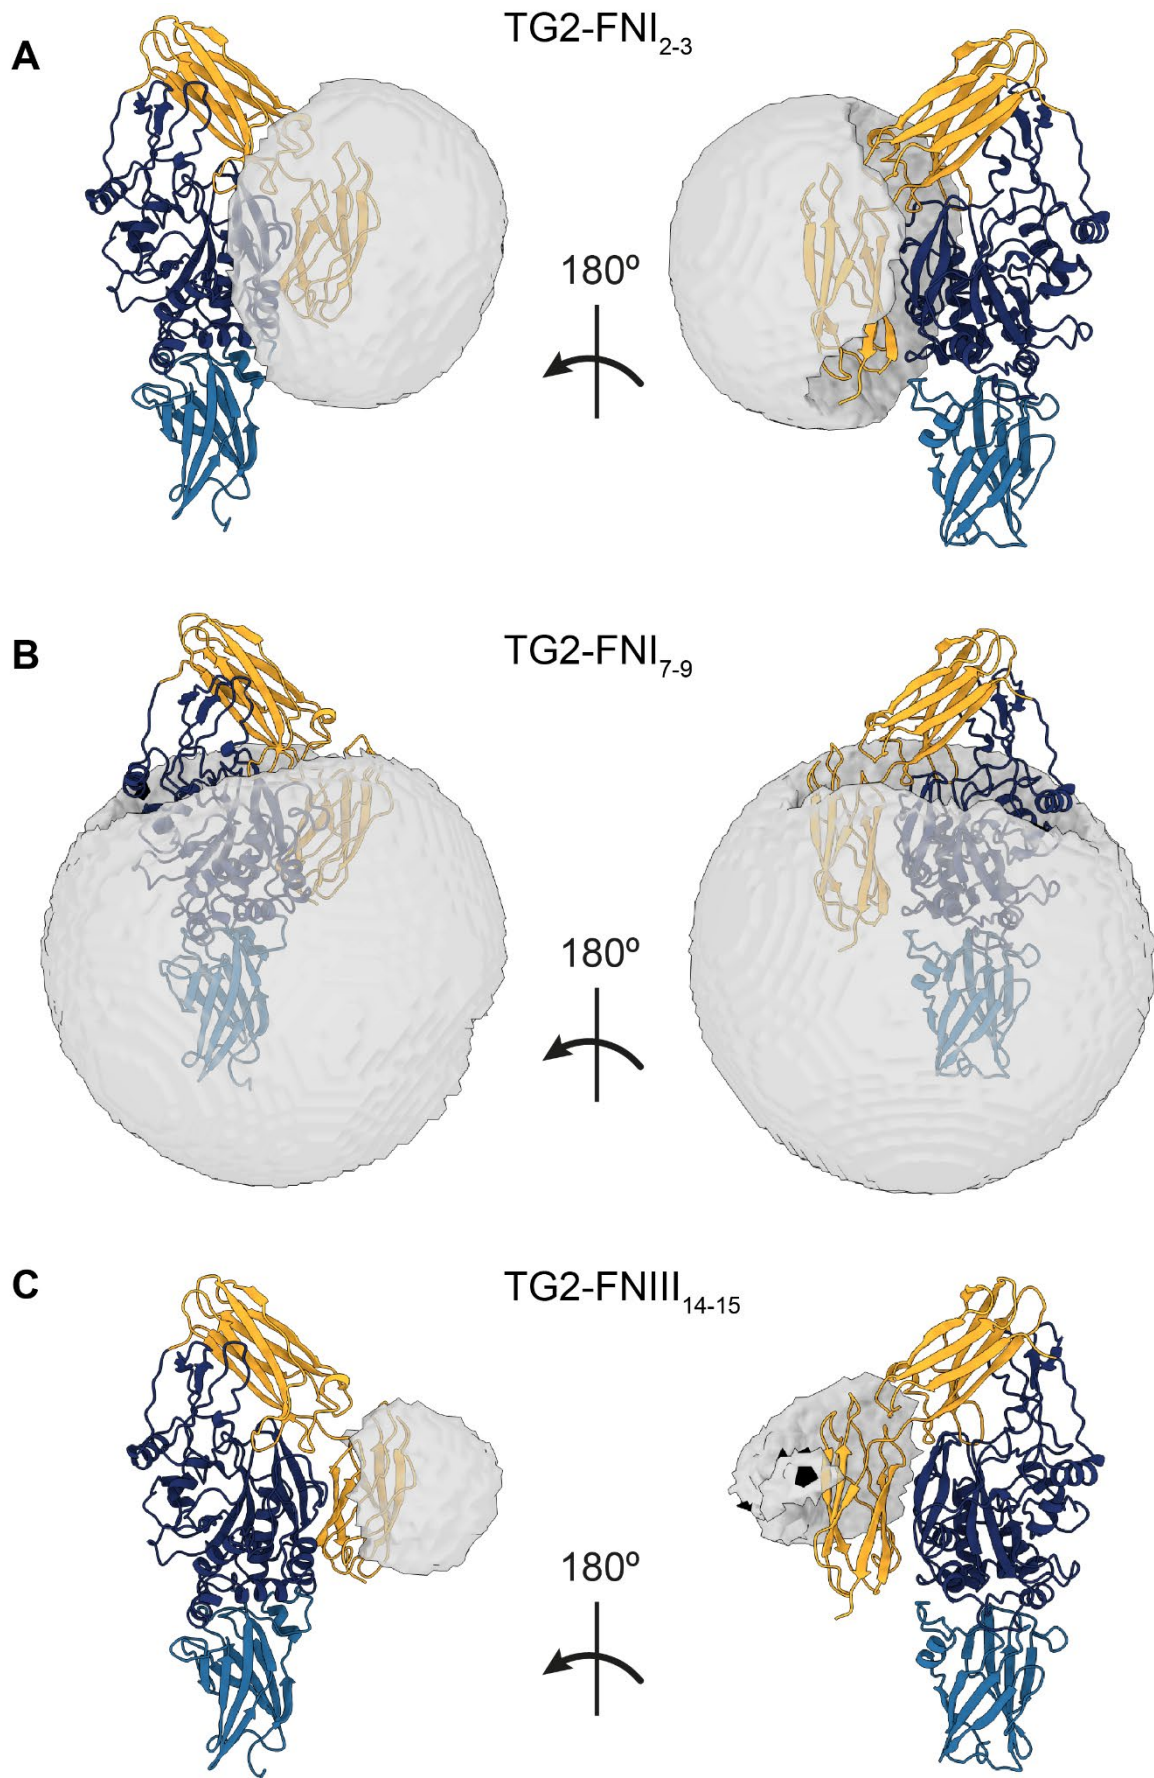 A
TG2-FNI₂₋₃
180º
B
TG2-FNI₇₋₉
180º
C
TG2-FNIII₁₄₋₁₅
180º